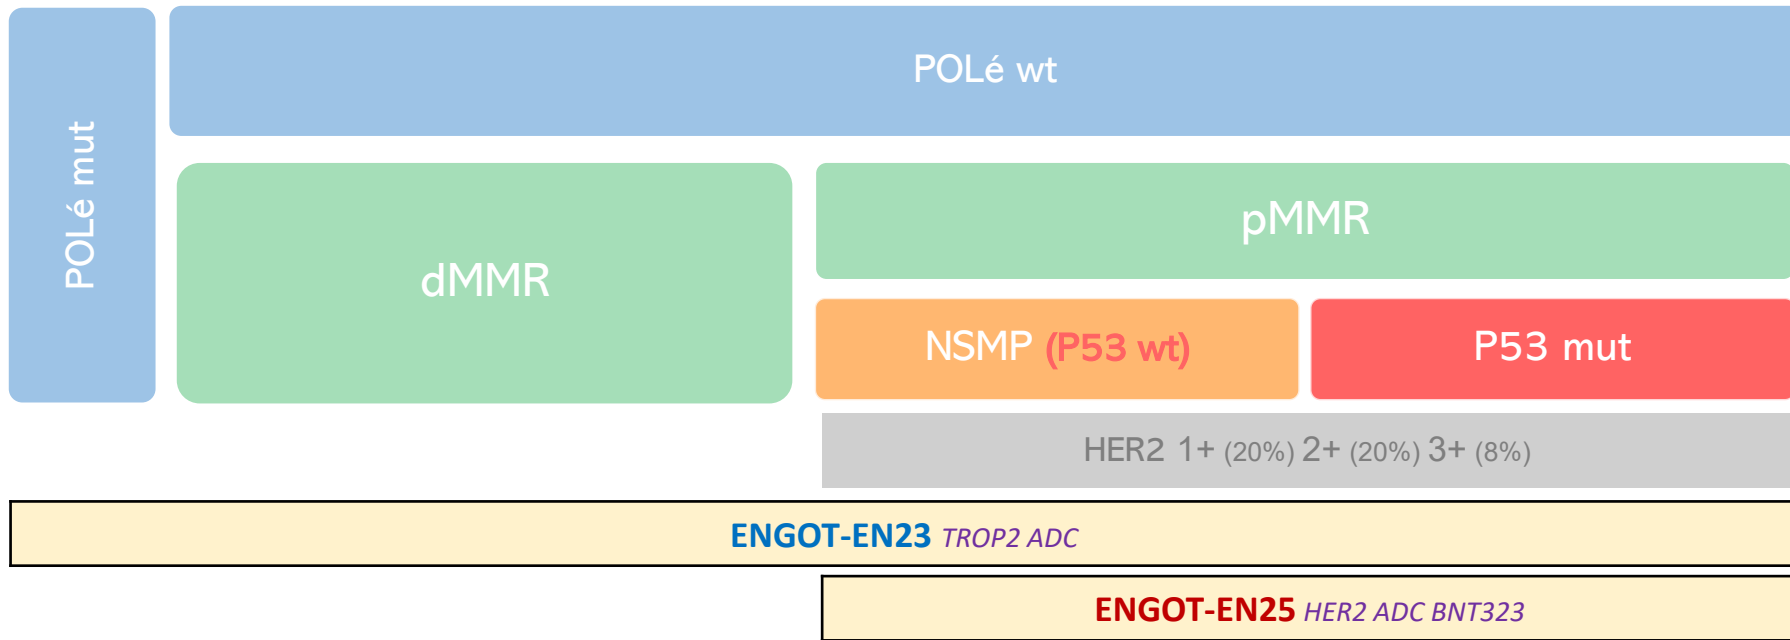 POLé mut
POLé wt
dMMR
pMMR
NSMP (P53 wt)
P53 mut
HER2 1+ (20%) 2+ (20%) 3+ (8%)
ENGOT-EN23 TROP2 ADC
ENGOT-EN25 HER2 ADC BNT323